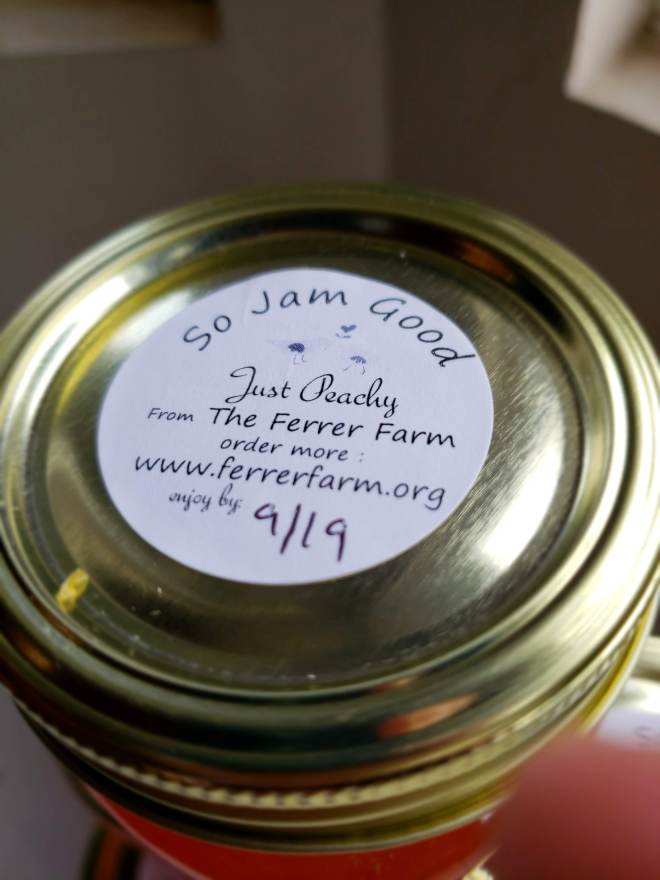 So Jam Good
Just Peachy
From The Ferrer Farm
order more :
www.ferrerfarm.org
enjoy by: 9/19